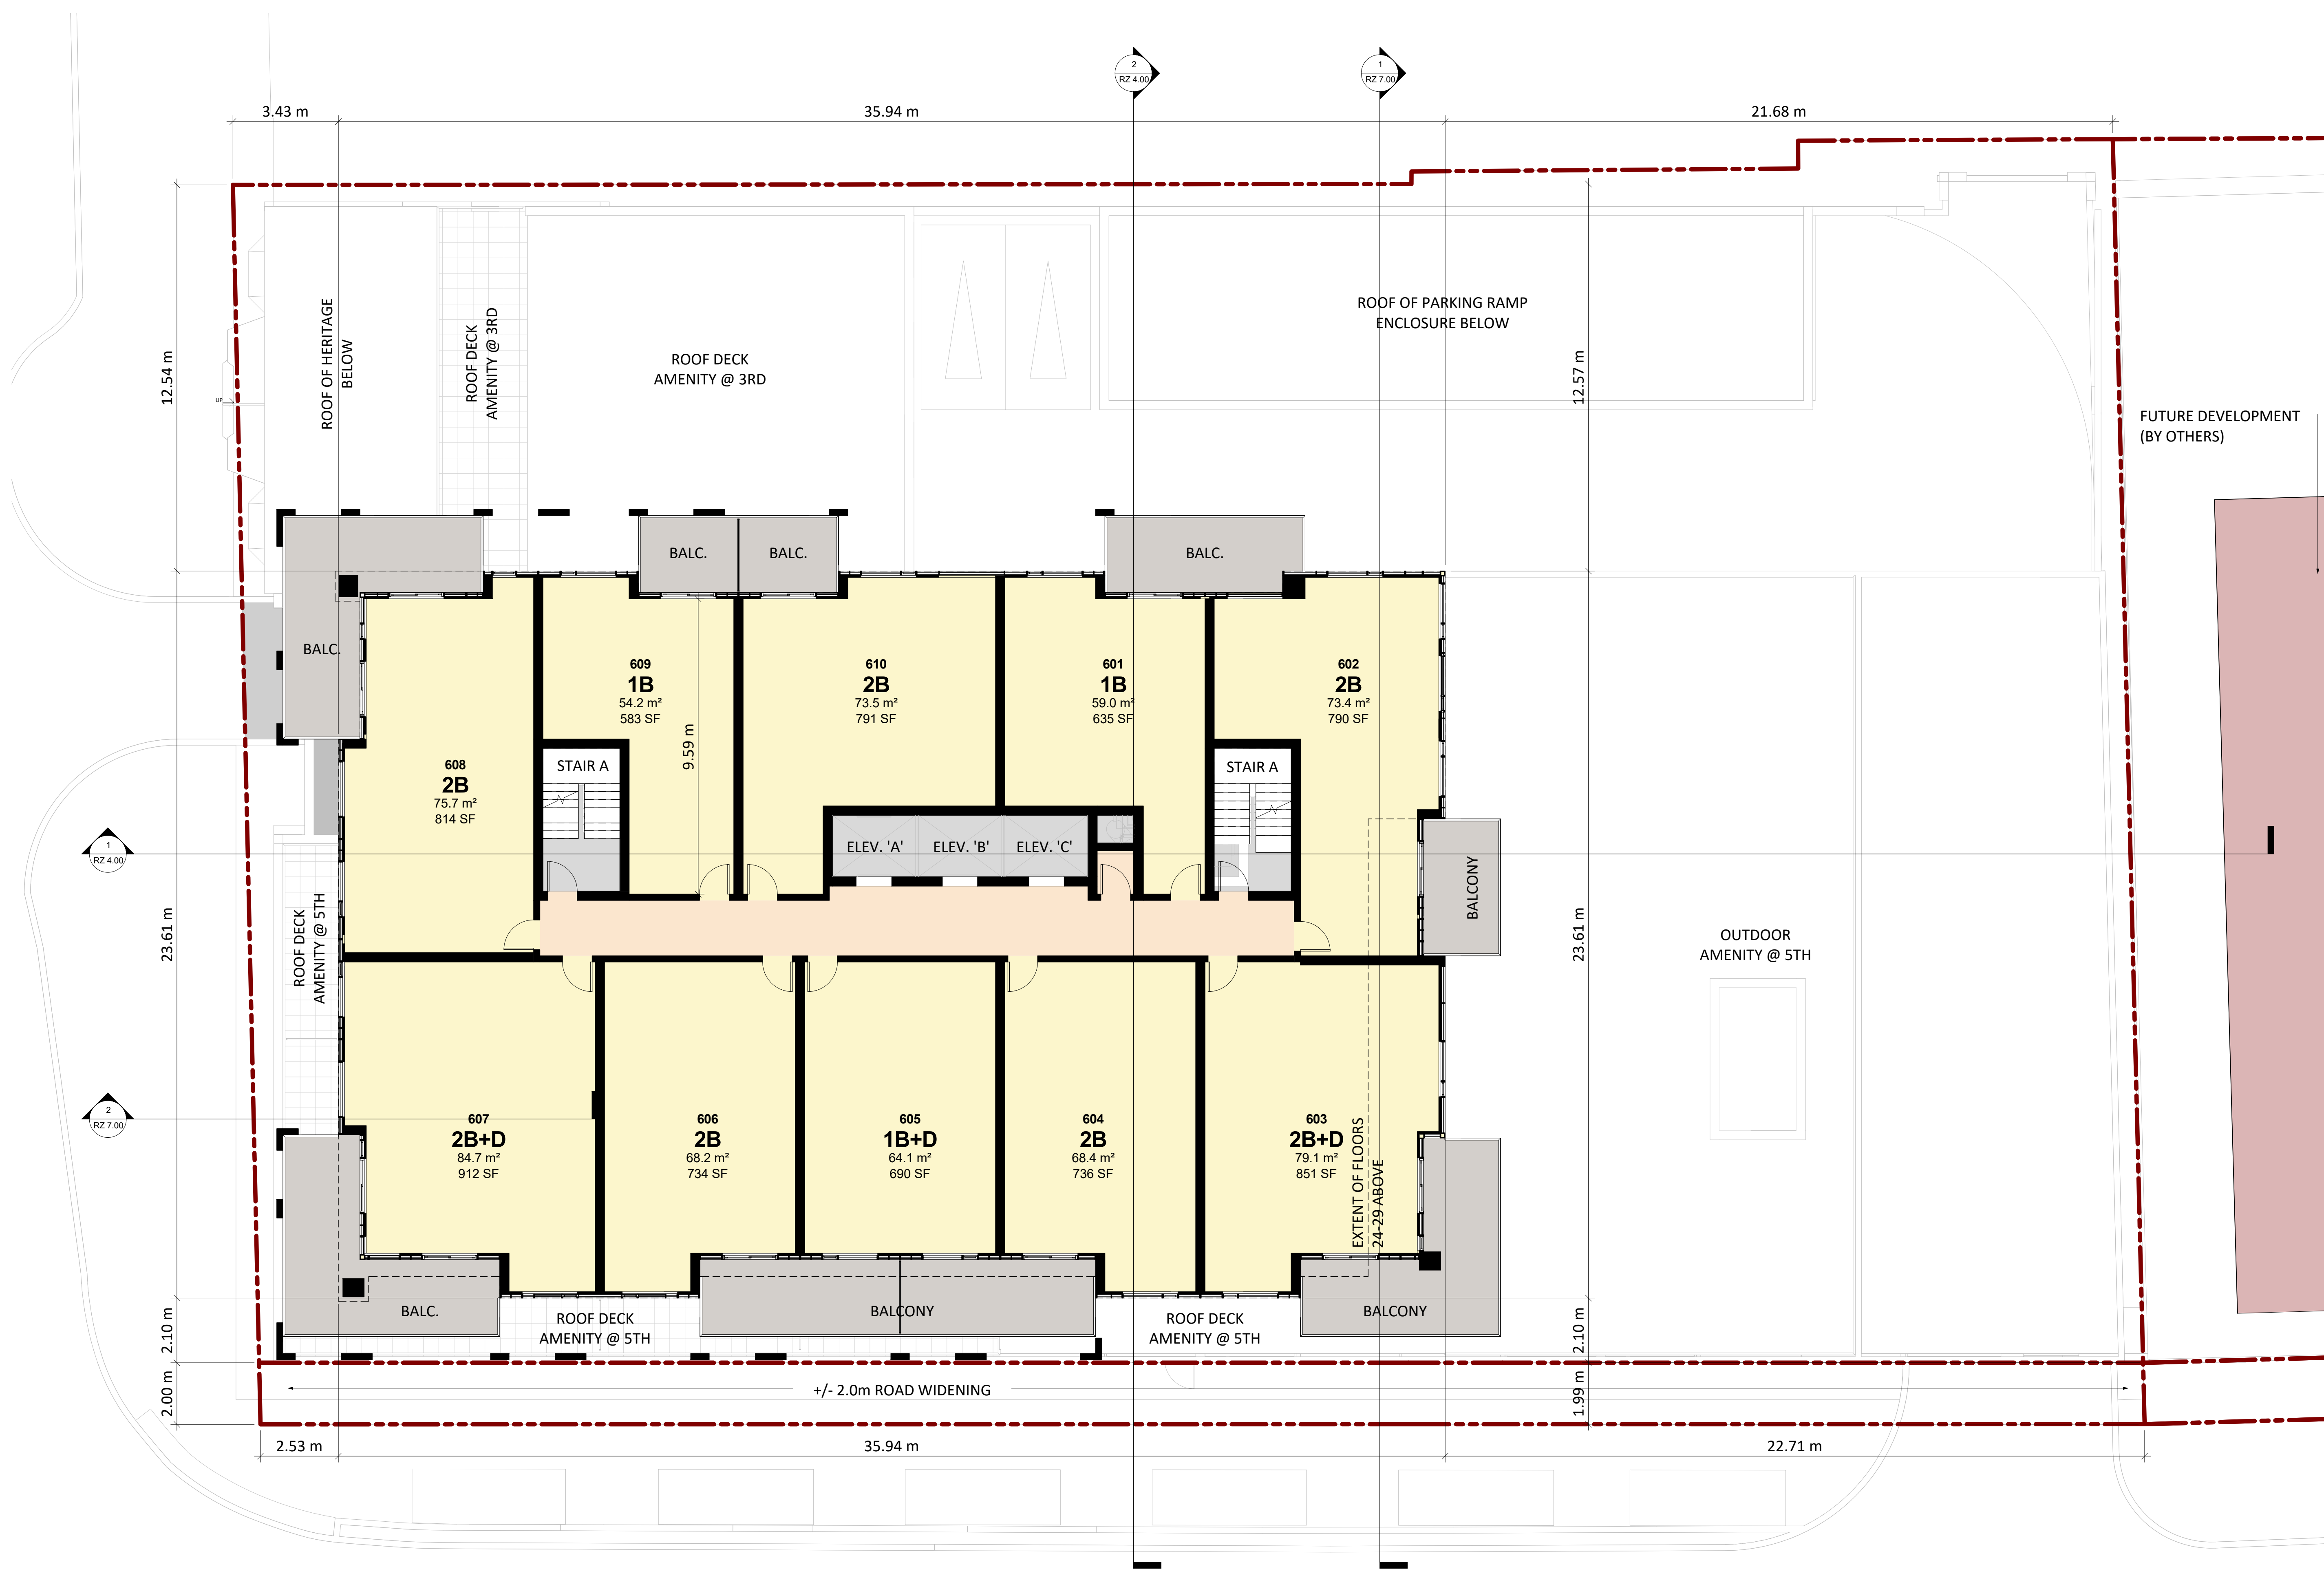 2
RZ 4.00
1
RZ 7.00
3.43 m
35.94 m
21.68 m
12.54 m
ROOF OF HERITAGE
BELOW
ROOF DECK
AMENITY @ 3RD
ROOF DECK
AMENITY @ 3RD
ROOF OF PARKING RAMP
ENCLOSURE BELOW
12.57 m
UP
FUTURE DEVELOPMENT
(BY OTHERS)
BALC.
BALC.
BALC.
BALC.
609
1B
54.2 m²
583 SF
610
2B
73.5 m²
791 SF
601
1B
59.0 m²
635 SF
602
2B
73.4 m²
790 SF
9.59 m
608
2B
75.7 m²
814 SF
STAIR A
STAIR A
ELEV. 'A'
ELEV. 'B'
ELEV. 'C'
1
RZ 4.00
BALCONY
23.61 m
ROOF DECK
AMENITY @ 5TH
23.61 m
OUTDOOR
AMENITY @ 5TH
2
RZ 7.00
607
2B+D
84.7 m²
912 SF
606
2B
68.2 m²
734 SF
605
1B+D
64.1 m²
690 SF
604
2B
68.4 m²
736 SF
603
2B+D
79.1 m²
851 SF
EXTENT OF FLOORS
24-29 ABOVE
BALC.
BALCONY
BALCONY
ROOF DECK
AMENITY @ 5TH
ROOF DECK
AMENITY @ 5TH
2.10 m
2.10 m
2.00 m
+/- 2.0m ROAD WIDENING
1.99 m
2.53 m
35.94 m
22.71 m